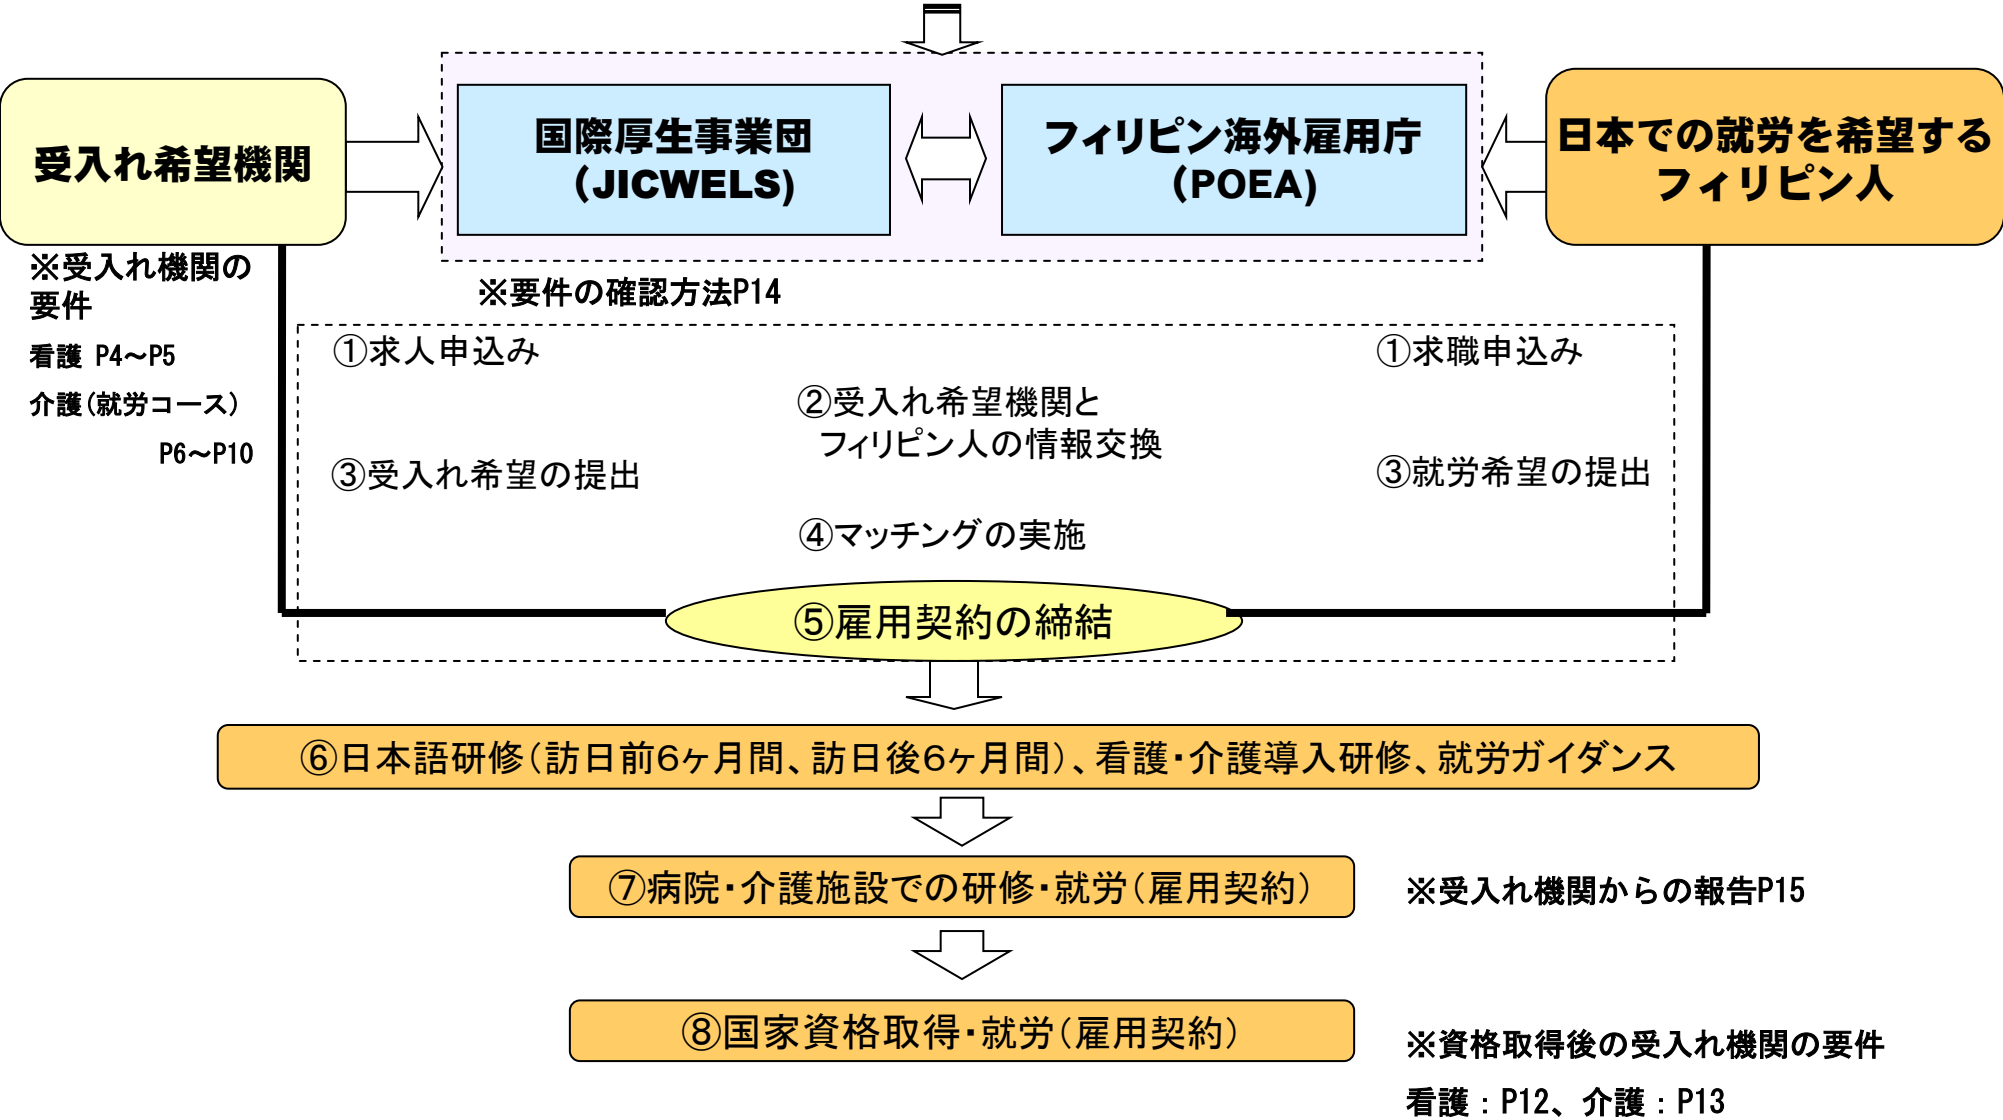 受入れ希望機関
国際厚生事業団
(JICWELS)
フィリピン海外雇用庁
(POEA)
日本での就労を希望する
フィリピン人
※受入れ機関の
要件
看護 P4～P5
介護(就労コース)
P6～P10
※要件の確認方法P14
①求人申込み
①求職申込み
②受入れ希望機関と
フィリピン人の情報交換
③受入れ希望の提出
③就労希望の提出
④マッチングの実施
⑤雇用契約の締結
⑥日本語研修(訪日前6ヶ月間、訪日後6ヶ月間)、看護・介護導入研修、就労ガイダンス
⑦病院・介護施設での研修・就労(雇用契約)
※受入れ機関からの報告P15
⑧国家資格取得・就労(雇用契約)
※資格取得後の受入れ機関の要件
看護：P12、介護：P13